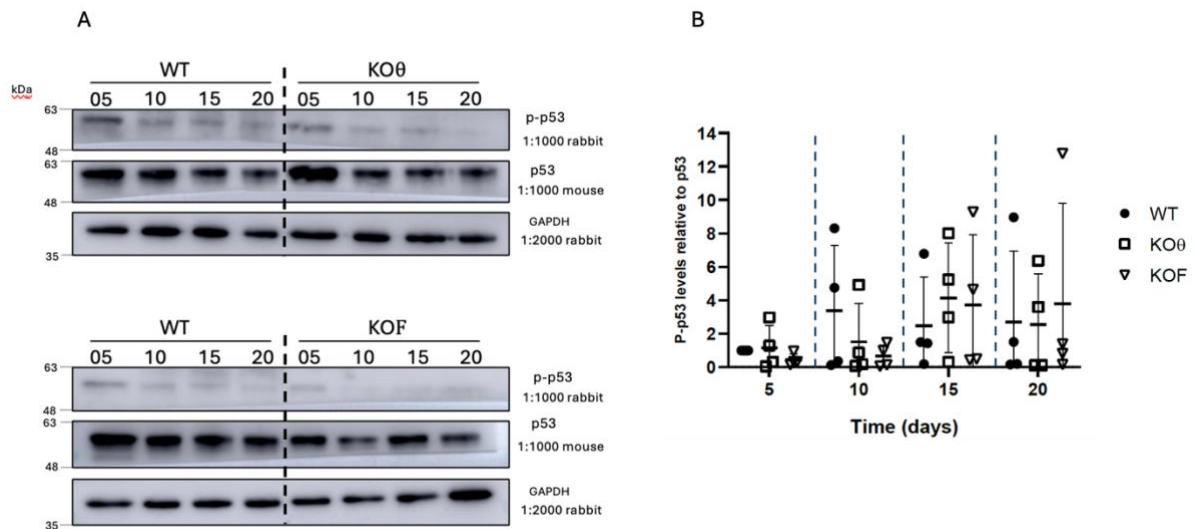 A
WT KOθ
kDa
05 10 15 20 05 10 15 20
63
p-p53
1:1000 rabbit
48
63
p53
1:1000 mouse
48
GAPDH
1:2000 rabbit
35
WT KOF
05 10 15 20 05 10 15 20
63
p-p53
1:1000 rabbit
48
63
p53
1:1000 mouse
48
GAPDH
1:2000 rabbit
35
B
P-p53 levels relative to p53
14
12
10
8
6
4
2
0
5 10 15 20
Time (days)
WT
KOθ
KOF